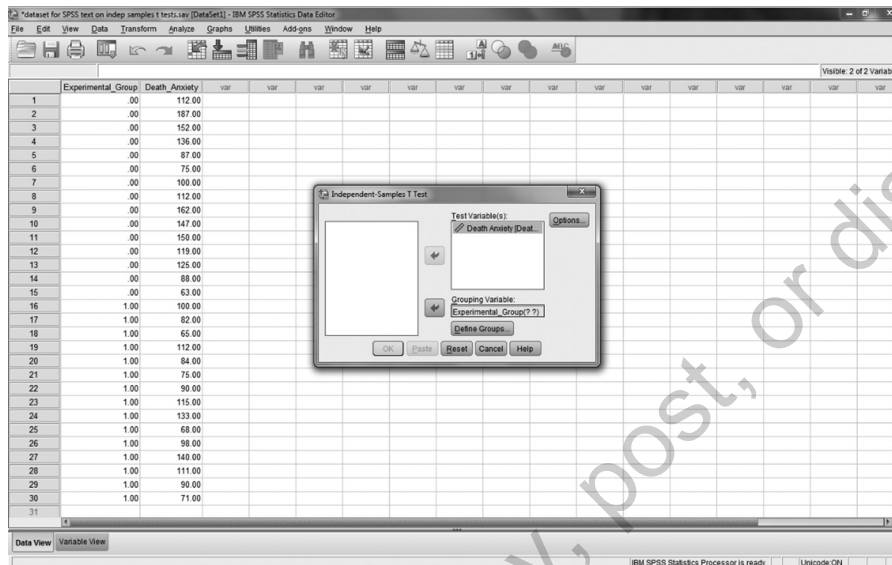 *dataset for SPSS text on indep samples t tests.sav [DataSet1] - IBM SPSS Statistics Data Editor
File Edit View Data Transform Analyze Graphs Utilities Add-ons Window Help
Visible: 2 of 2 Variab
Experimental_Group Death_Anxiety var var var var var var var var var var var var var
1 .00 112.00
2 .00 187.00
3 .00 152.00
4 .00 136.00
5 .00 87.00
6 .00 75.00
7 .00 100.00
8 .00 112.00
9 .00 162.00
10 .00 147.00
11 .00 150.00
12 .00 119.00
13 .00 125.00
14 .00 88.00
15 .00 63.00
16 1.00 100.00
17 1.00 82.00
18 1.00 65.00
19 1.00 112.00
20 1.00 84.00
21 1.00 75.00
22 1.00 90.00
23 1.00 115.00
24 1.00 133.00
25 1.00 68.00
26 1.00 98.00
27 1.00 140.00
28 1.00 111.00
29 1.00 90.00
30 1.00 71.00
31
Independent-Samples T Test
Test Variable(s):
Death Anxiety [Deat...
Options...
Grouping Variable:
Experimental_Group(? ?)
Define Groups...
OK Paste Reset Cancel Help
Data View Variable View
IBM SPSS Statistics Processor is ready Unicode:ON
post, or dis